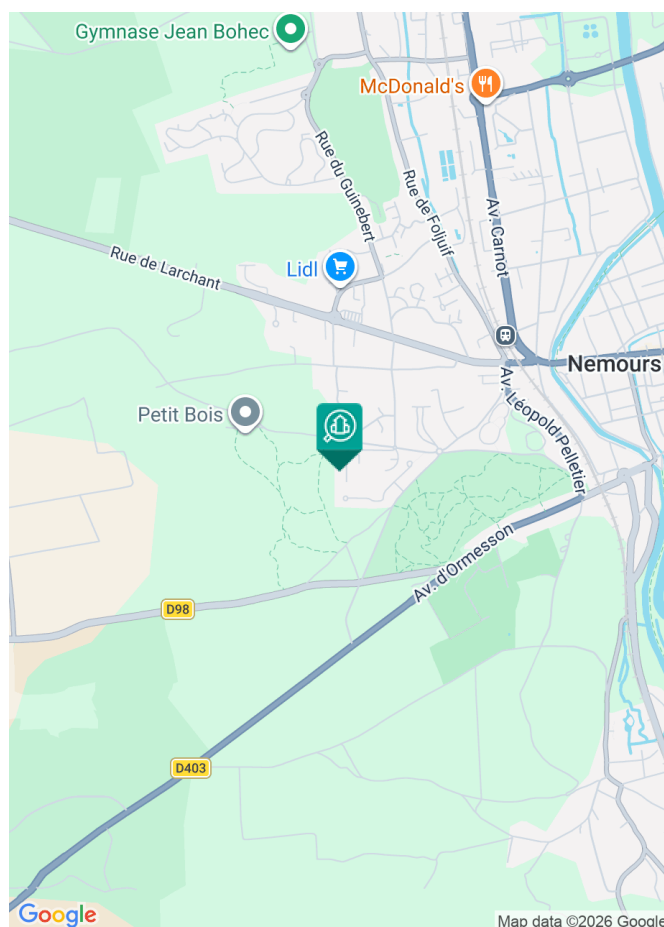 Gymnase Jean Bohec
McDonald's
Rue du Guinebert
Rue de Foljuif
Av. Carnot
Rue de Larchant
Lidl
Nemours
Av. Léopold Pelletier
Petit Bois
Av. d'Ormesson
D98
D403
Google
Map data ©2026 Google